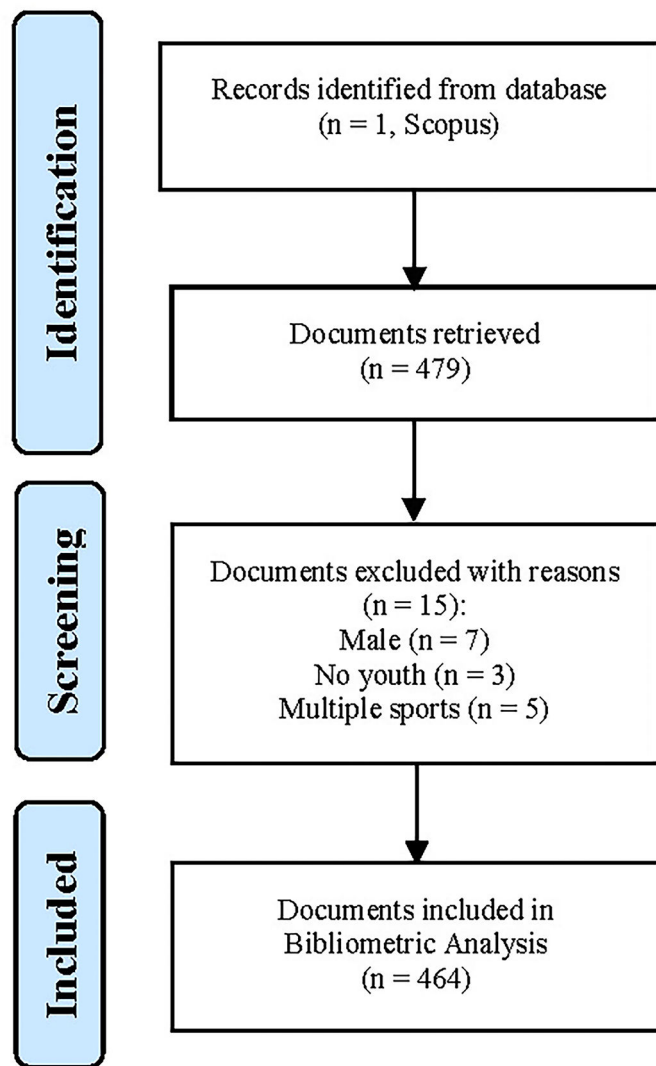 Identification
Records identified from database
(n = 1, Scopus)
Documents retrieved
(n = 479)
Screening
Documents excluded with reasons
(n = 15):
Male (n = 7)
No youth (n = 3)
Multiple sports (n = 5)
Included
Documents included in
Bibliometric Analysis
(n = 464)